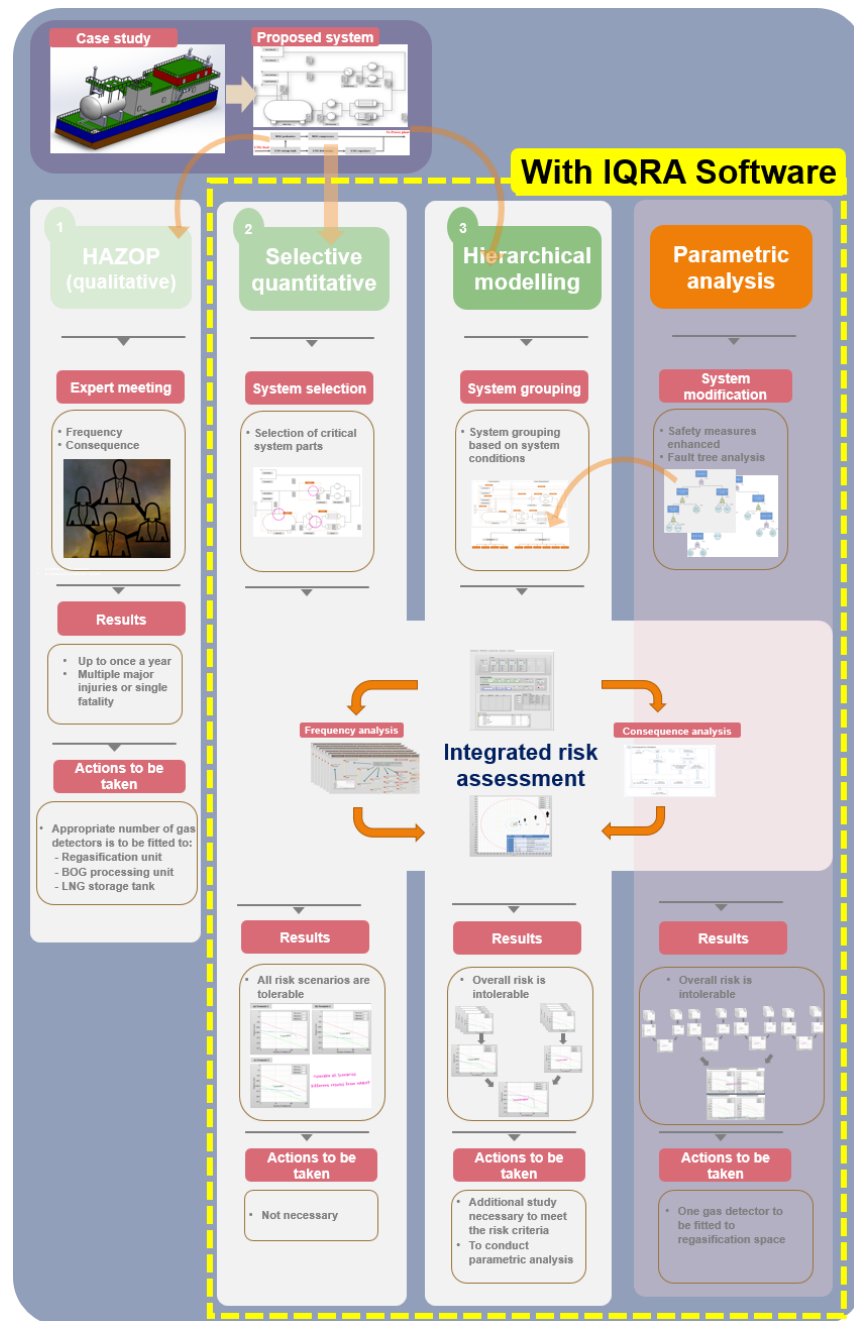 Case study
Proposed system
With IQRA Software
1
HAZOP
(qualitative)
Expert meeting
• Frequency
• Consequence
Results
• Up to once a year
• Multiple major
injuries or single
fatality
Actions to be
taken
• Appropriate number of gas
detectors is to be fitted to:
- Regasification unit
- BOG processing unit
- LNG storage tank
2
Selective
quantitative
System selection
• Selection of critical
system parts
3
Hierarchical
modelling
System grouping
• System grouping
based on system
conditions
Parametric
analysis
System
modification
• Safety measures
enhanced
• Fault tree analysis
Frequency analysis
Integrated risk
assessment
Consequence analysis
Results
• All risk scenarios are
tolerable
Actions to be
taken
• Not necessary
Results
• Overall risk is
intolerable
Actions to be
taken
• Additional study
necessary to meet
the risk criteria
• To conduct
parametric analysis
Results
• Overall risk is
intolerable
Actions to be
taken
• One gas detector to
be fitted to
regasification space